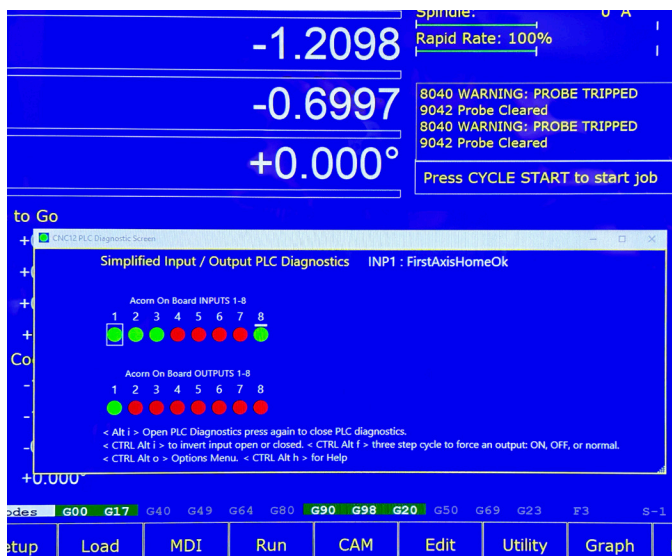 Spindle: 0 A
-1.2098
Rapid Rate: 100%
-0.6997
8040 WARNING: PROBE TRIPPED
9042 Probe Cleared
8040 WARNING: PROBE TRIPPED
9042 Probe Cleared
+0.000°
Press CYCLE START to start job
to Go
CNC12 PLC Diagnostic Screen
Simplified Input / Output PLC Diagnostics INP1 : FirstAxisHomeOk
Acorn On Board INPUTS 1-8
1 2 3 4 5 6 7 8
Acorn On Board OUTPUTS 1-8
1 2 3 4 5 6 7 8
< Alt i > Open PLC Diagnostics press again to close PLC diagnostics.
< CTRL Alt i > to invert input open or closed. < CTRL Alt f > three step cycle to force an output: ON, OFF, or normal.
< CTRL Alt o > Options Menu. < CTRL Alt h > for Help
+0.000°
G00 G17 G40 G49 G64 G80 G90 G98 G20 G50 G69 G23 F3 S-1
Load MDI Run CAM Edit Utility Graph